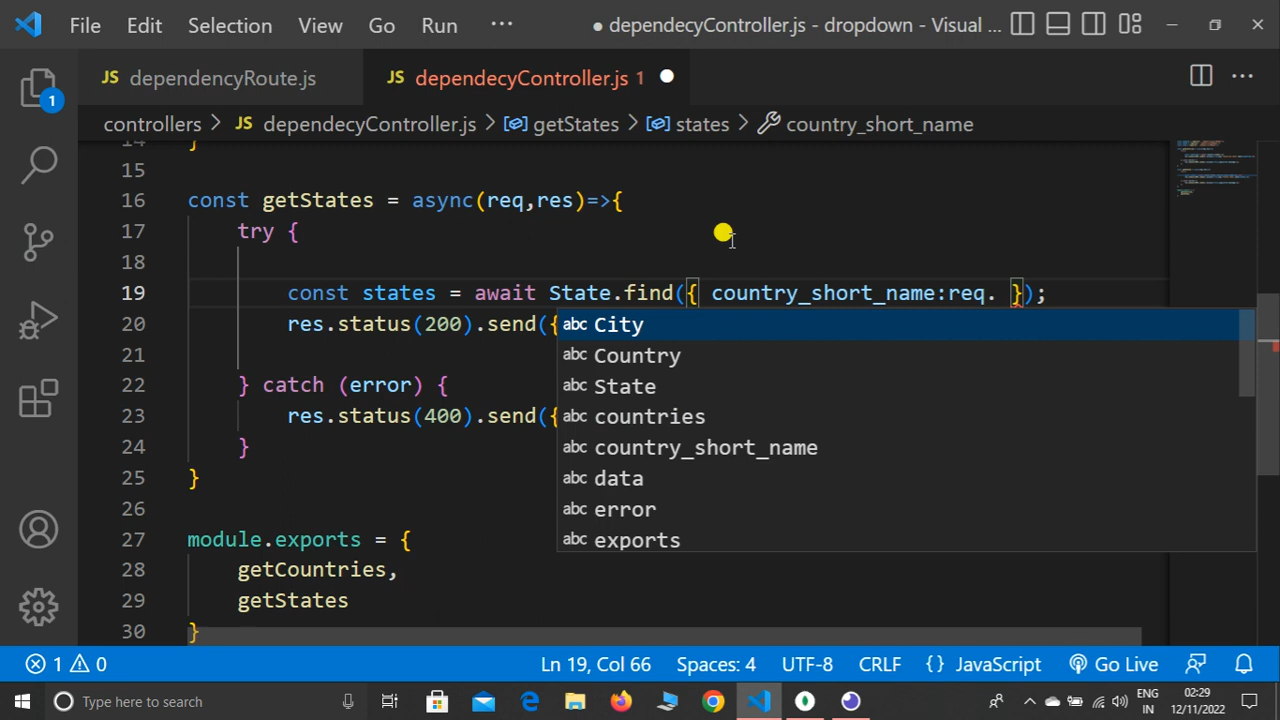 File Edit Selection View Go Run ··· ● dependecyController.js - dropdown - Visual ...
JS dependencyRoute.js JS dependecyController.js 1
controllers > JS dependecyController.js > getStates > states > country_short_name
1
14 }
15
16 const getStates = async(req,res)=>{
17 try {
18
19 const states = await State.find({ country_short_name:req. });
20 res.status(200).send({
21
22 } catch (error) {
23 res.status(400).send({
24 }
25 }
26
27 module.exports = {
28 getCountries,
29 getStates
30 }
abc City
abc Country
abc State
abc countries
abc country_short_name
abc data
abc error
abc exports
1 0 Ln 19, Col 66 Spaces: 4 UTF-8 CRLF {} JavaScript Go Live
Type here to search ENG IN 02:29 12/11/2022